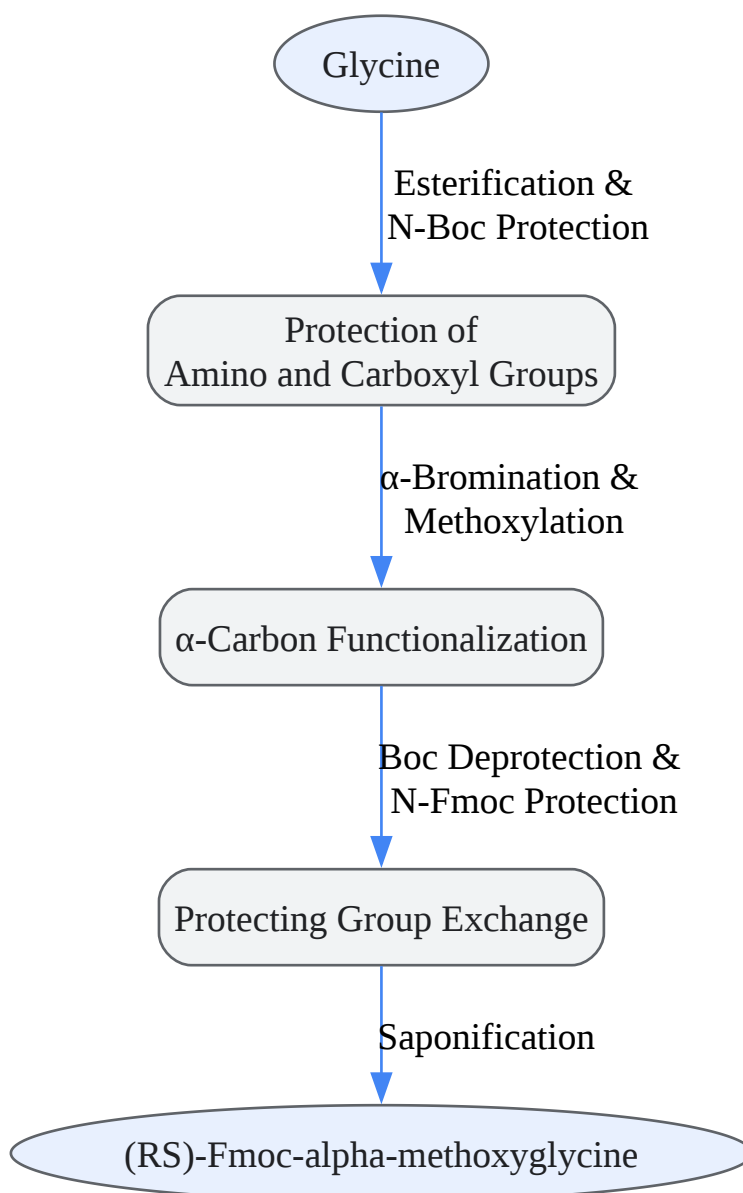 Glycine
Esterification &
N-Boc Protection
Protection of
Amino and Carboxyl Groups
α-Bromination &
Methoxylation
α-Carbon Functionalization
Boc Deprotection &
N-Fmoc Protection
Protecting Group Exchange
Saponification
(RS)-Fmoc-alpha-methoxyglycine